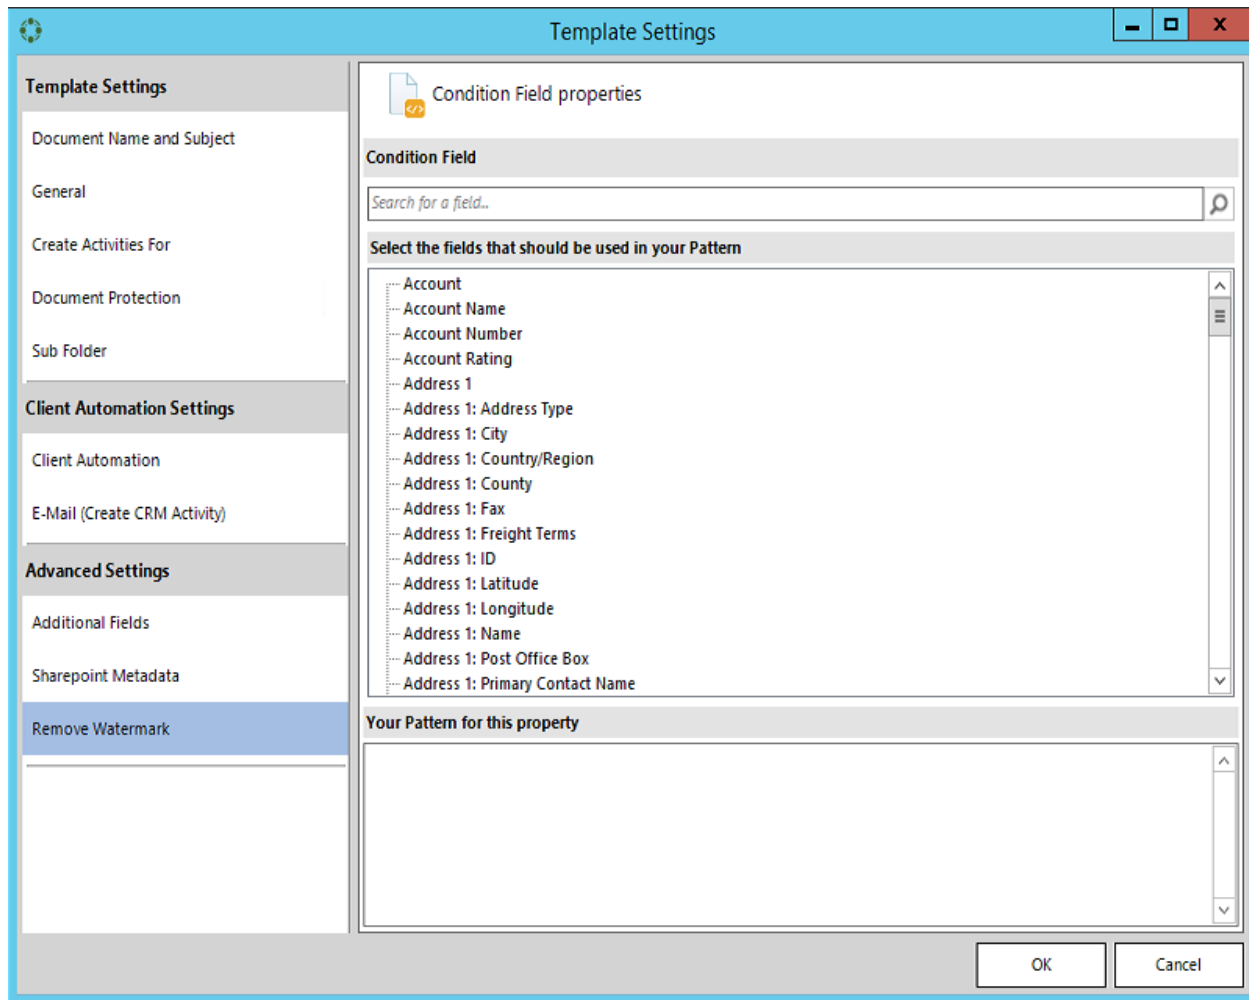 Template Settings
X
Template Settings
Document Name and Subject
General
Create Activities For
Document Protection
Sub Folder
Client Automation Settings
Client Automation
E-Mail (Create CRM Activity)
Advanced Settings
Additional Fields
Sharepoint Metadata
Remove Watermark
</> Condition Field properties
Condition Field
Search for a field...
Select the fields that should be used in your Pattern
Account
Account Name
Account Number
Account Rating
Address 1
Address 1: Address Type
Address 1: City
Address 1: Country/Region
Address 1: County
Address 1: Fax
Address 1: Freight Terms
Address 1: ID
Address 1: Latitude
Address 1: Longitude
Address 1: Name
Address 1: Post Office Box
Address 1: Primary Contact Name
Your Pattern for this property
OK
Cancel